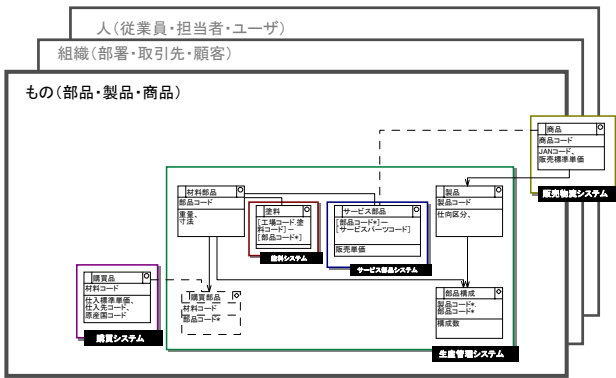 人(従業員・担当者・ユーザ)
組織(部署・取引先・顧客)
もの(部品・製品・商品)
商品
商品コード
JANコード、
販売標準単価
販売物流システム
材料部品
部品コード
重量、
寸法
塗料
[工場コード.塗
料コード]ー
[部品コード*]
塗料システム
サービス部品
[部品コード*]ー
[サービスパーツコード]
販売単価
サービス部品システム
製品
製品コード
仕向区分、
購買品
材料コード
仕入標準単価、
仕入先コード、
原産国コード
購買システム
購買部品
材料コード
部品コード*
部品構成
製品コード*.
部品コード*
構成数
生産管理システム